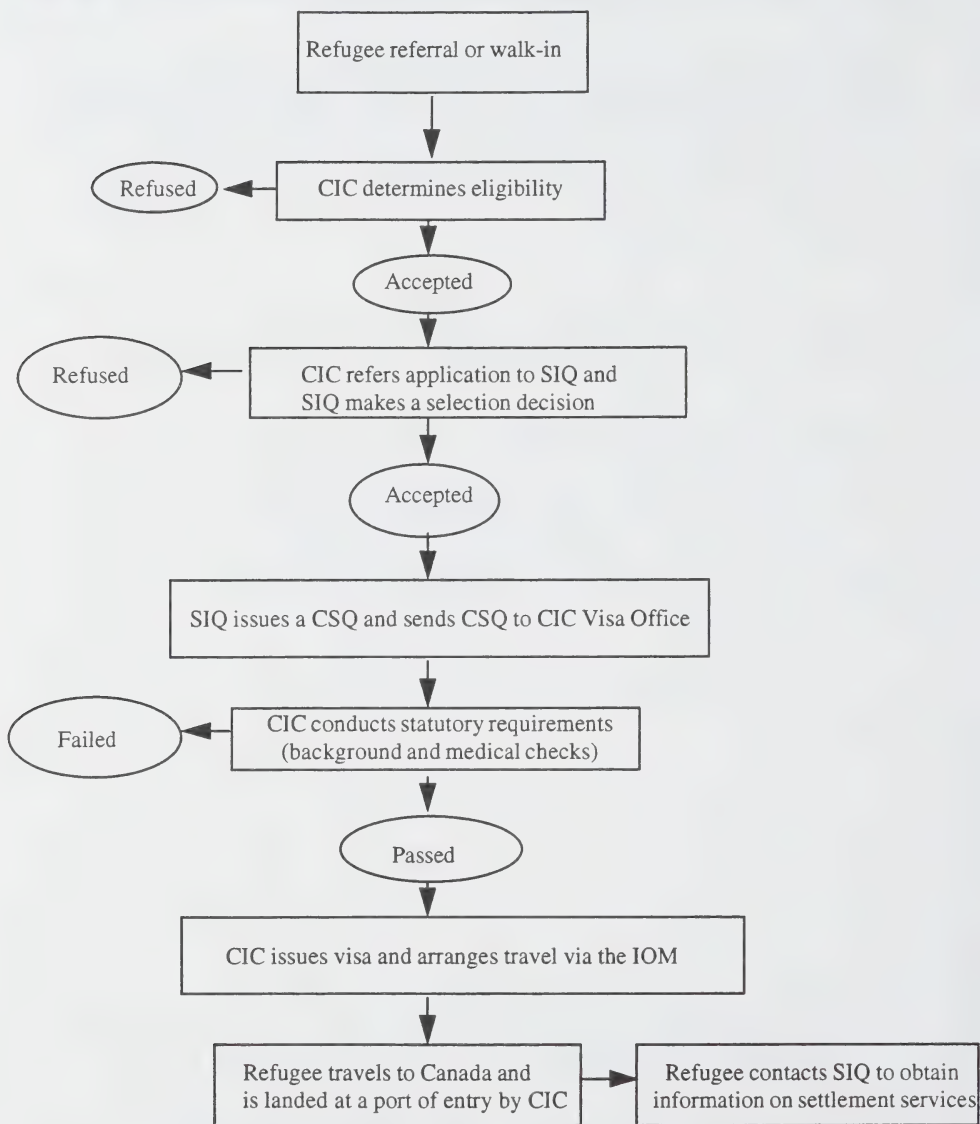 Refugee referral or walk-in
Refused
CIC determines eligibility
Accepted
Refused
CIC refers application to SIQ and
SIQ makes a selection decision
Accepted
SIQ issues a CSQ and sends CSQ to CIC Visa Office
Failed
CIC conducts statutory requirements
(background and medical checks)
Passed
CIC issues visa and arranges travel via the IOM
Refugee travels to Canada and
is landed at a port of entry by CIC
Refugee contacts SIQ to obtain
information on settlement services